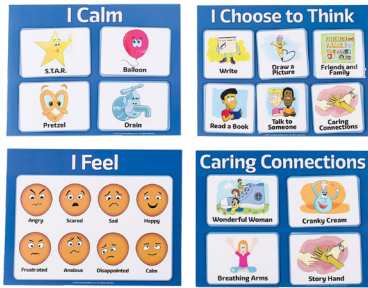 I Calm
S.T.A.R.
Balloon
Pretzel
Drain
I Choose to Think
Write
Draw a
Picture
Friends and
Family
Read a Book
Talk to
Someone
Caring
Connections
I Feel
Angry
Scared
Sad
Happy
Frustrated
Anxious
Disappointed
Calm
Caring Connections
Wonderful Woman
Cranky Cream
Breathing Arms
Story Hand